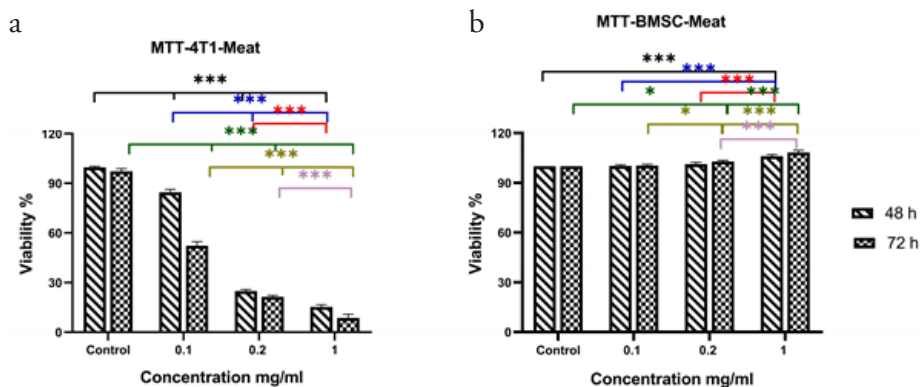 a
MTT-4T1-Meat
***
***
***
***
***
***
Viability %
120
90
60
30
0
Control 0.1 0.2 1
Concentration mg/ml
b
MTT-BMSC-Meat
***
***
***
* ***
* ***
***
Viability %
150
120
90
60
30
0
Control 0.1 0.2 1
Concentration mg/ml
48 h
72 h